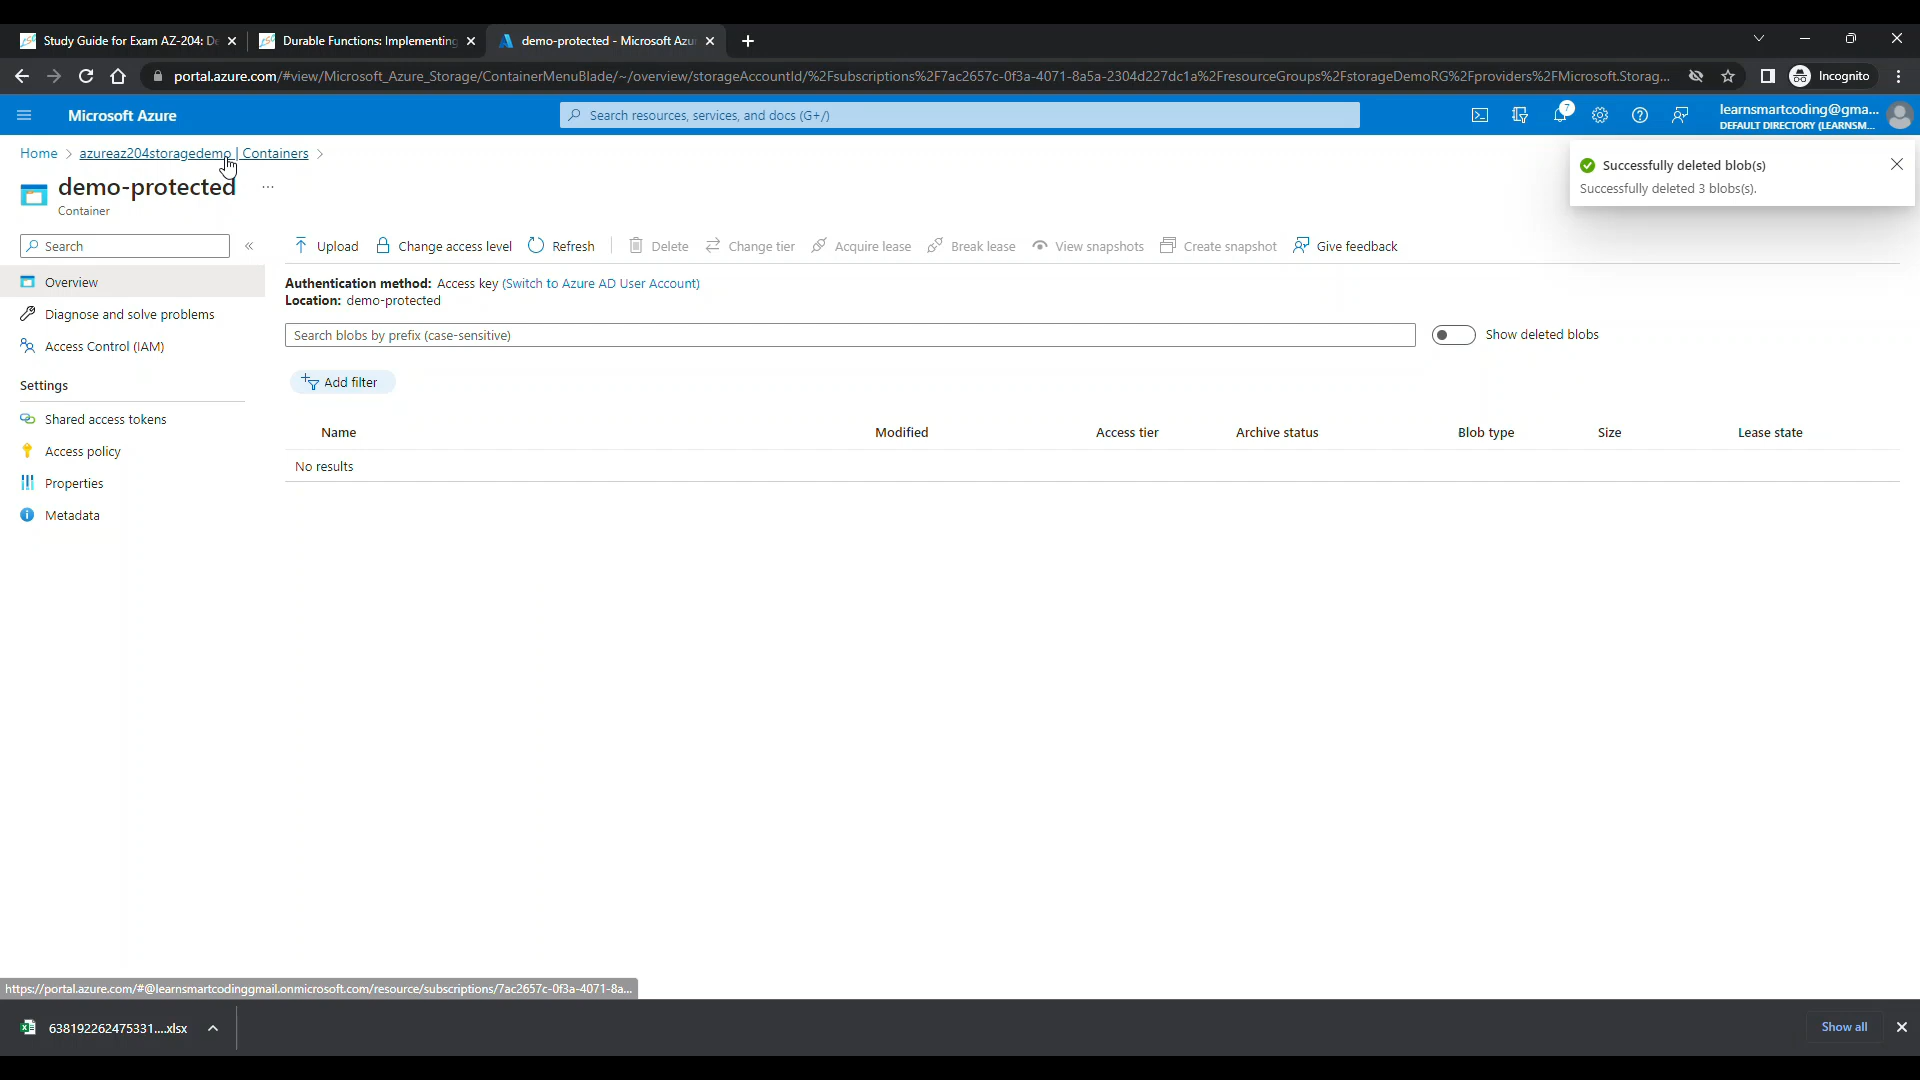 Study Guide for Exam AZ-204: De
Durable Functions: Implementing
demo-protected - Microsoft Azu
portal.azure.com/#view/Microsoft_Azure_Storage/ContainerMenuBlade/~/overview/storageAccountId/%2Fsubscriptions%2F7ac2657c-0f3a-4071-8a5a-2304d227dc1a%2FresourceGroups%2FstorageDemoRG%2Fproviders%2FMicrosoft.Storag...
Incognito
Microsoft Azure
Search resources, services, and docs (G+/)
7
learnsmartcoding@gma...
DEFAULT DIRECTORY (LEARNSM...
Home > azureaz204storagedemo | Containers >
demo-protected ...
Container
Successfully deleted blob(s)
Successfully deleted 3 blobs(s).
Search
Overview
Diagnose and solve problems
Access Control (IAM)
Settings
Shared access tokens
Access policy
Properties
Metadata
Upload Change access level Refresh Delete Change tier Acquire lease Break lease View snapshots Create snapshot Give feedback
Authentication method: Access key (Switch to Azure AD User Account)
Location: demo-protected
Search blobs by prefix (case-sensitive)
Show deleted blobs
Add filter
Name Modified Access tier Archive status Blob type Size Lease state
No results
https://portal.azure.com/#@learnsmartcodinggmail.onmicrosoft.com/resource/subscriptions/7ac2657c-0f3a-4071-8a...
638192262475331....xlsx
Show all